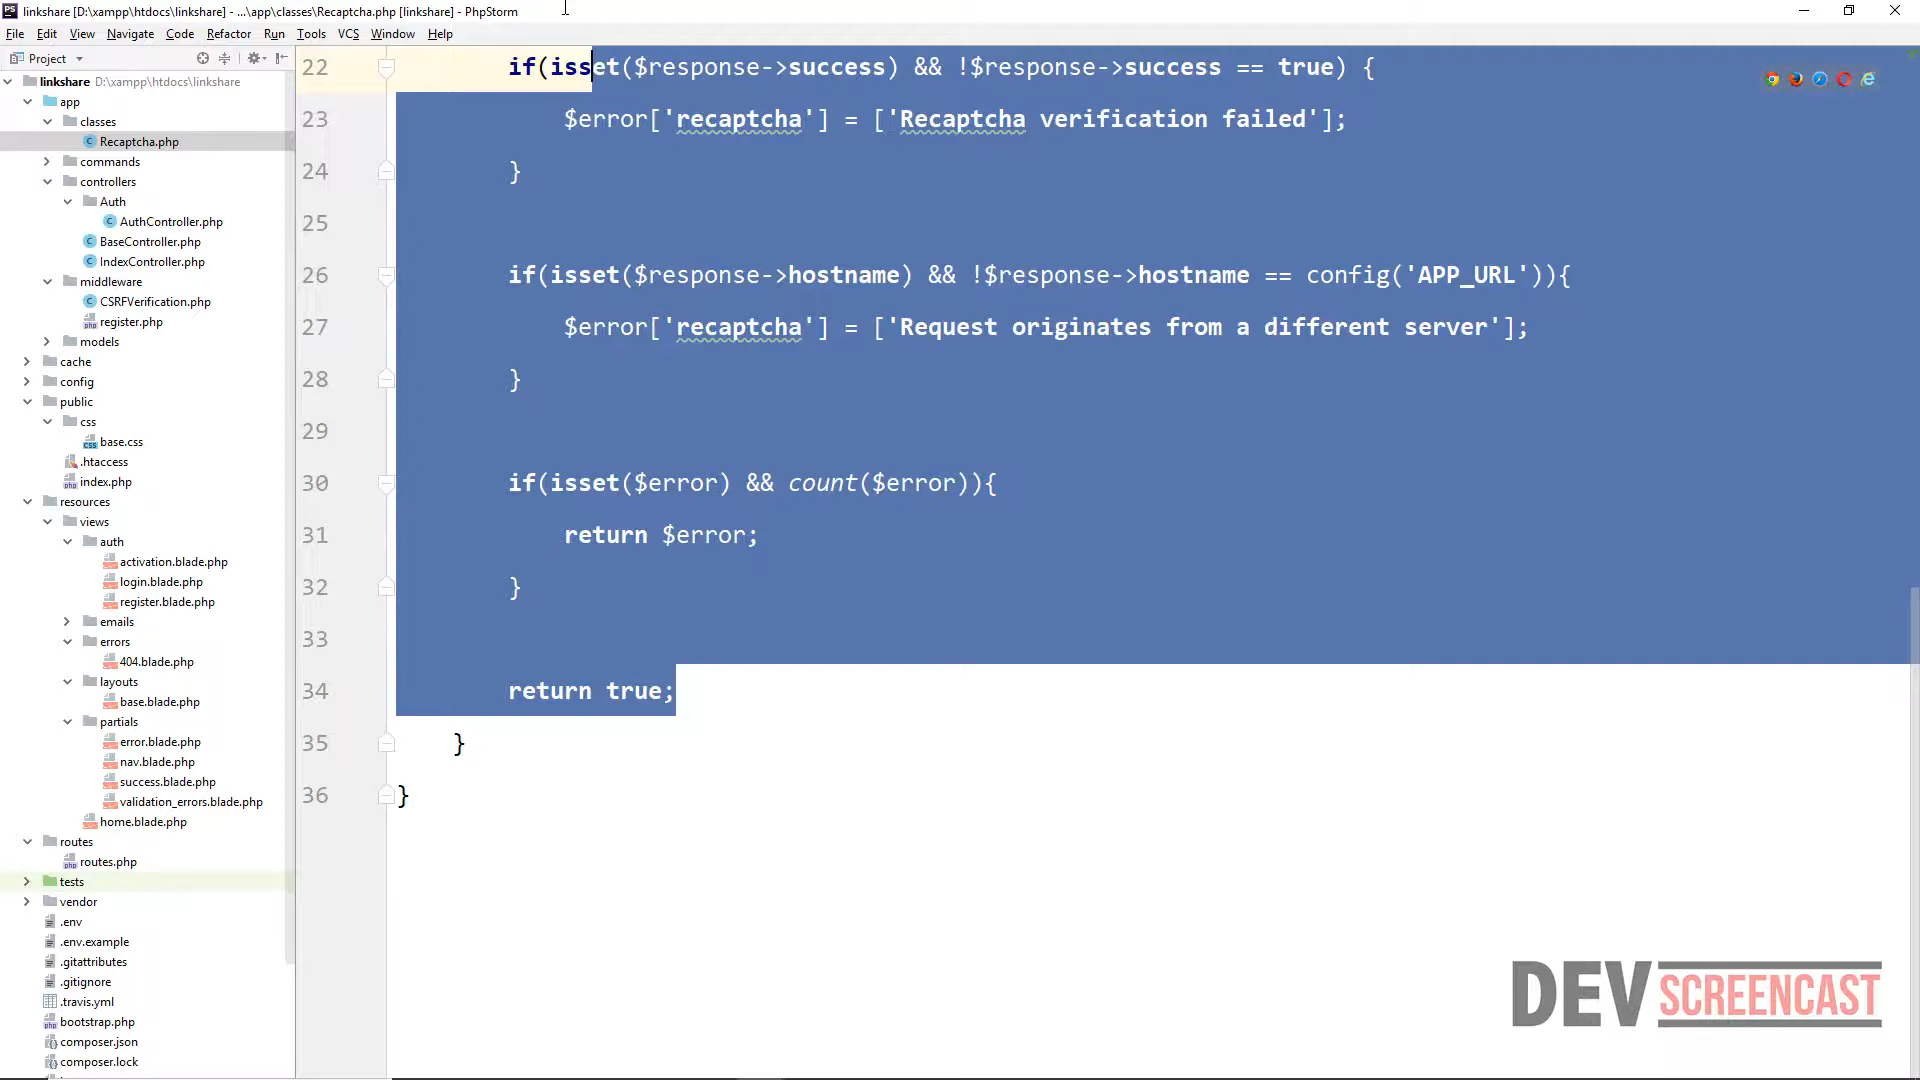 linkshare [D:\xampp\htdocs\linkshare] - ...\app\classes\Recaptcha.php [linkshare] - PhpStorm
File Edit View Navigate Code Refactor Run Tools VCS Window Help
Project
linkshare D:\xampp\htdocs\linkshare
app
classes
Recaptcha.php
commands
controllers
Auth
AuthController.php
BaseController.php
IndexController.php
middleware
CSRFVerification.php
register.php
models
cache
config
public
css
base.css
.htaccess
index.php
resources
views
auth
activation.blade.php
login.blade.php
register.blade.php
emails
errors
404.blade.php
layouts
base.blade.php
partials
error.blade.php
nav.blade.php
success.blade.php
validation_errors.blade.php
home.blade.php
routes
routes.php
tests
vendor
.env
.env.example
.gitattributes
.gitignore
.travis.yml
bootstrap.php
composer.json
composer.lock
22 if(isset($response->success) && !$response->success == true) {
23 $error['recaptcha'] = ['Recaptcha verification failed'];
24 }
25
26 if(isset($response->hostname) && !$response->hostname == config('APP_URL')){
27 $error['recaptcha'] = ['Request originates from a different server'];
28 }
29
30 if(isset($error) && count($error)){
31 return $error;
32 }
33
34 return true;
35 }
36 }
DEV SCREENCAST